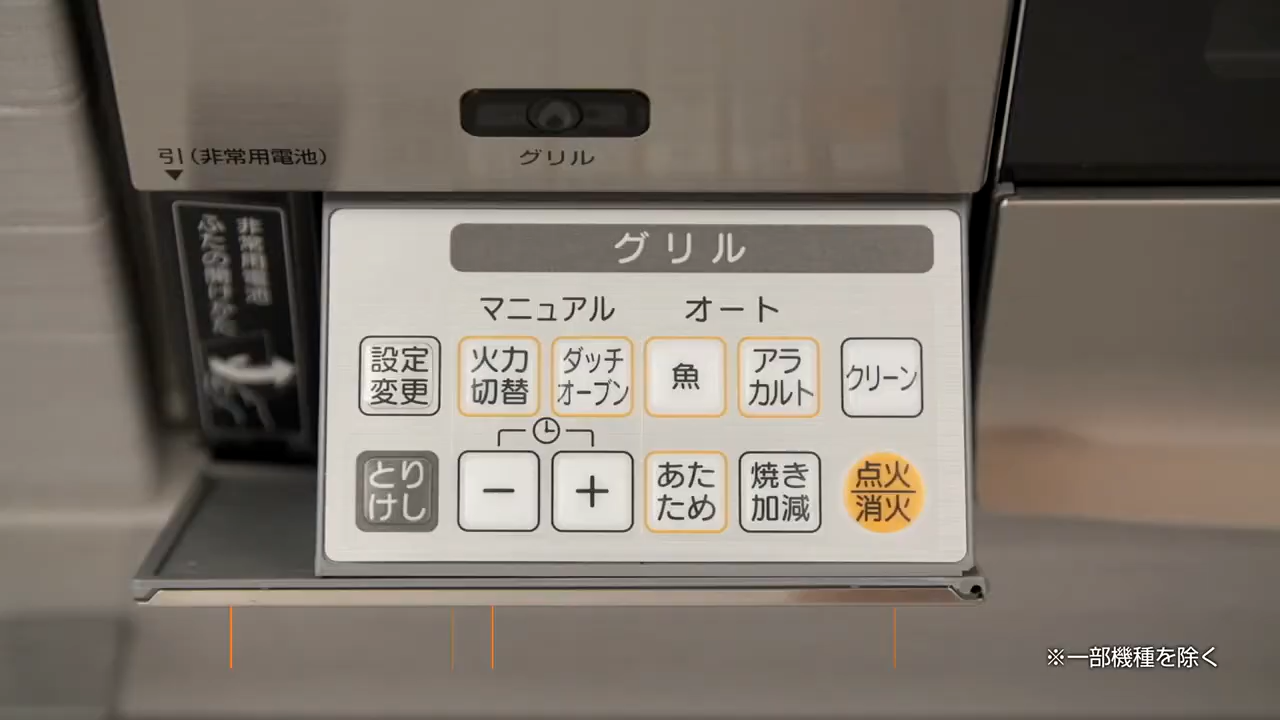 引(非常用電池)
▼
グリル
非常用電池
ふたの開けかた
グリル
マニュアル オート
設定
変更
火力
切替
ダッチ
オーブン
魚
アラ
カルト
クリーン
とり
けし
−
+
あた
ため
焼き
加減
点火
消火
※一部機種を除く